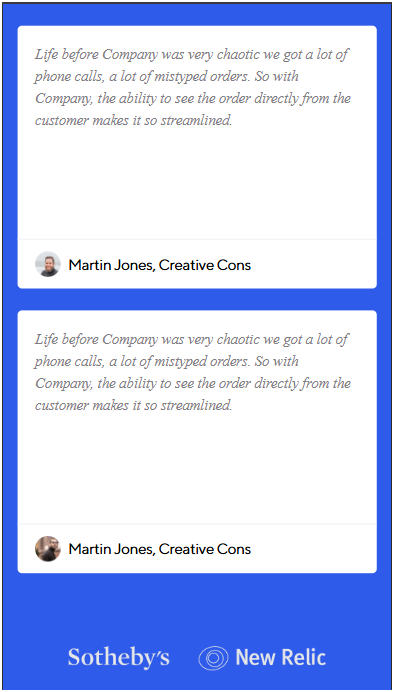 Life before Company was very chaotic we got a lot of
phone calls, a lot of mistyped orders. So with
Company, the ability to see the order directly from the
customer makes it so streamlined.
Martin Jones, Creative Cons
Life before Company was very chaotic we got a lot of
phone calls, a lot of mistyped orders. So with
Company, the ability to see the order directly from the
customer makes it so streamlined.
Martin Jones, Creative Cons
Sotheby's New Relic